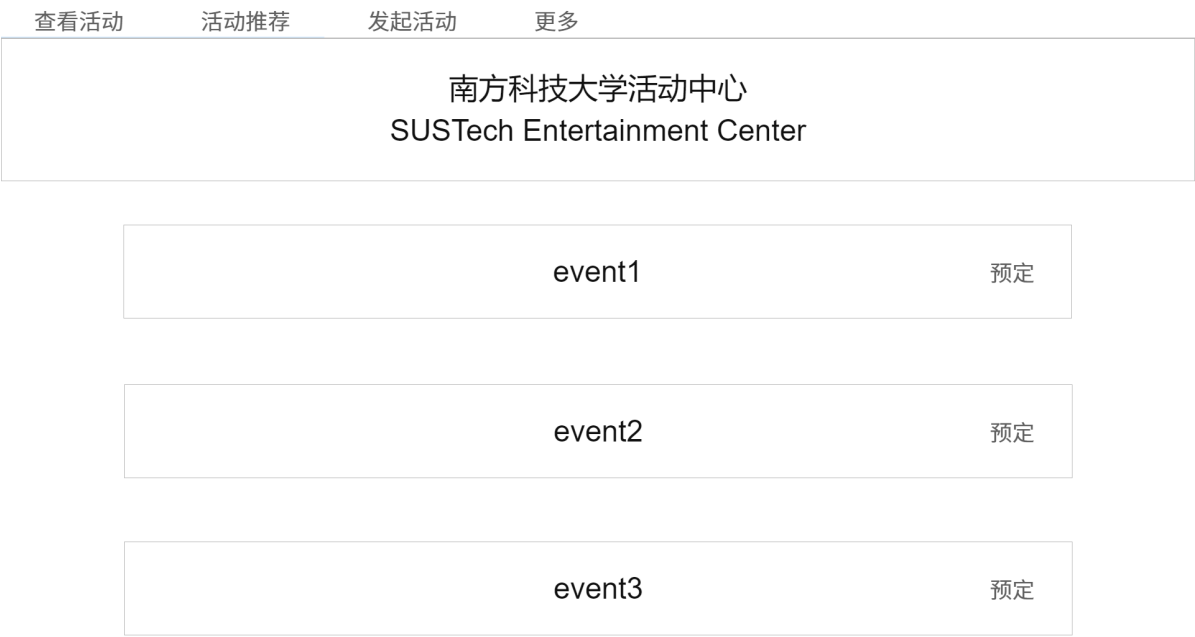 查看活动 活动推荐 发起活动 更多
南方科技大学活动中心
SUSTech Entertainment Center
event1 预定
event2 预定
event3 预定